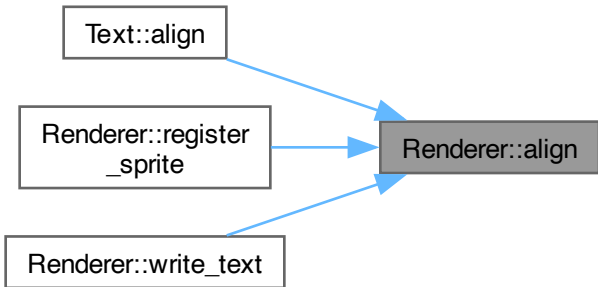 Text::align
Renderer::register
_sprite
Renderer::align
Renderer::write_text